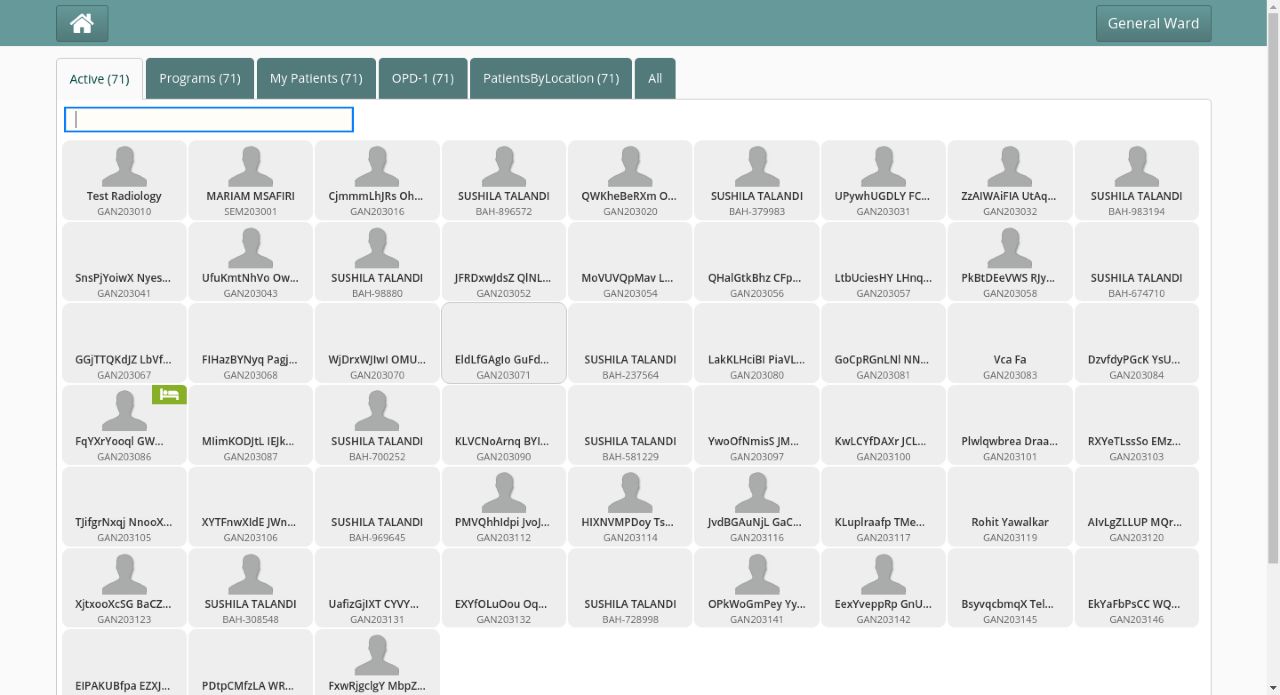 General Ward
Active (71)
Programs (71)
My Patients (71)
OPD-1 (71)
PatientsByLocation (71)
All
Test Radiology
GAN203010
MARIAM MSAFIRI
SEM203001
CjmmmLhJRs Oh...
GAN203016
SUSHILA TALANDI
BAH-896572
QWKheBeRXm O...
GAN203020
SUSHILA TALANDI
BAH-379983
UPywhUGDLY FC...
GAN203031
ZzAIWAiFIA UtAq...
GAN203032
SUSHILA TALANDI
BAH-983194
SnsPjYoiwX Nyes...
GAN203041
UfuKmtNhVo Ow...
GAN203043
SUSHILA TALANDI
BAH-98880
JFRDxwJdsZ QlNL...
GAN203052
MoVUVQpMav L...
GAN203054
QHalGtkBhz CFp...
GAN203056
LtbUciesHY LHnq...
GAN203057
PkBtDEeVWS RJy...
GAN203058
SUSHILA TALANDI
BAH-674710
GGjTTQKdJZ LbVf...
GAN203067
FIHazBYNyq Pagj...
GAN203068
WjDrxWJIwI OMU...
GAN203070
EldLfGAgIo GuFd...
GAN203071
SUSHILA TALANDI
BAH-237564
LakKLHciBI PiaVL...
GAN203080
GoCpRGnLNl NN...
GAN203081
Vca Fa
GAN203083
DzvfdyPGcK YsU...
GAN203084
FqYXrYooql GW...
GAN203086
MIimKODJtL IEJk...
GAN203087
SUSHILA TALANDI
BAH-700252
KLVCNoArnq BYI...
GAN203090
SUSHILA TALANDI
BAH-581229
YwoOfNmisS JM...
GAN203097
KwLCYfDAXr JCL...
GAN203100
Plwlqwbrea Draa...
GAN203101
RXYeTLssSo EMz...
GAN203103
TJifgrNxqj NnooX...
GAN203105
XYTFnwXIdE JWn...
GAN203106
SUSHILA TALANDI
BAH-969645
PMVQhhIdpi JvoJ...
GAN203112
HIXNVMPDoy Ts...
GAN203114
JvdBGAuNjL GaC...
GAN203116
KLuplraafp TMe...
GAN203117
Rohit Yawalkar
GAN203119
AIvLgZLLUP MQr...
GAN203120
XjtxooXcSG BaCZ...
GAN203123
SUSHILA TALANDI
BAH-308548
UafizGjIXT CYVY...
GAN203131
EXYfOLuOou Oq...
GAN203132
SUSHILA TALANDI
BAH-728998
OPkWoGmPey Yy...
GAN203141
EexYveppRp GnU...
GAN203142
BsyvqcbmqX Tel...
GAN203145
EkYaFbPsCC WQ...
GAN203146
EIPAKUBfpa EZXJ...
PDtpCMfzLA WR...
FxwRjgclgY MbpZ...